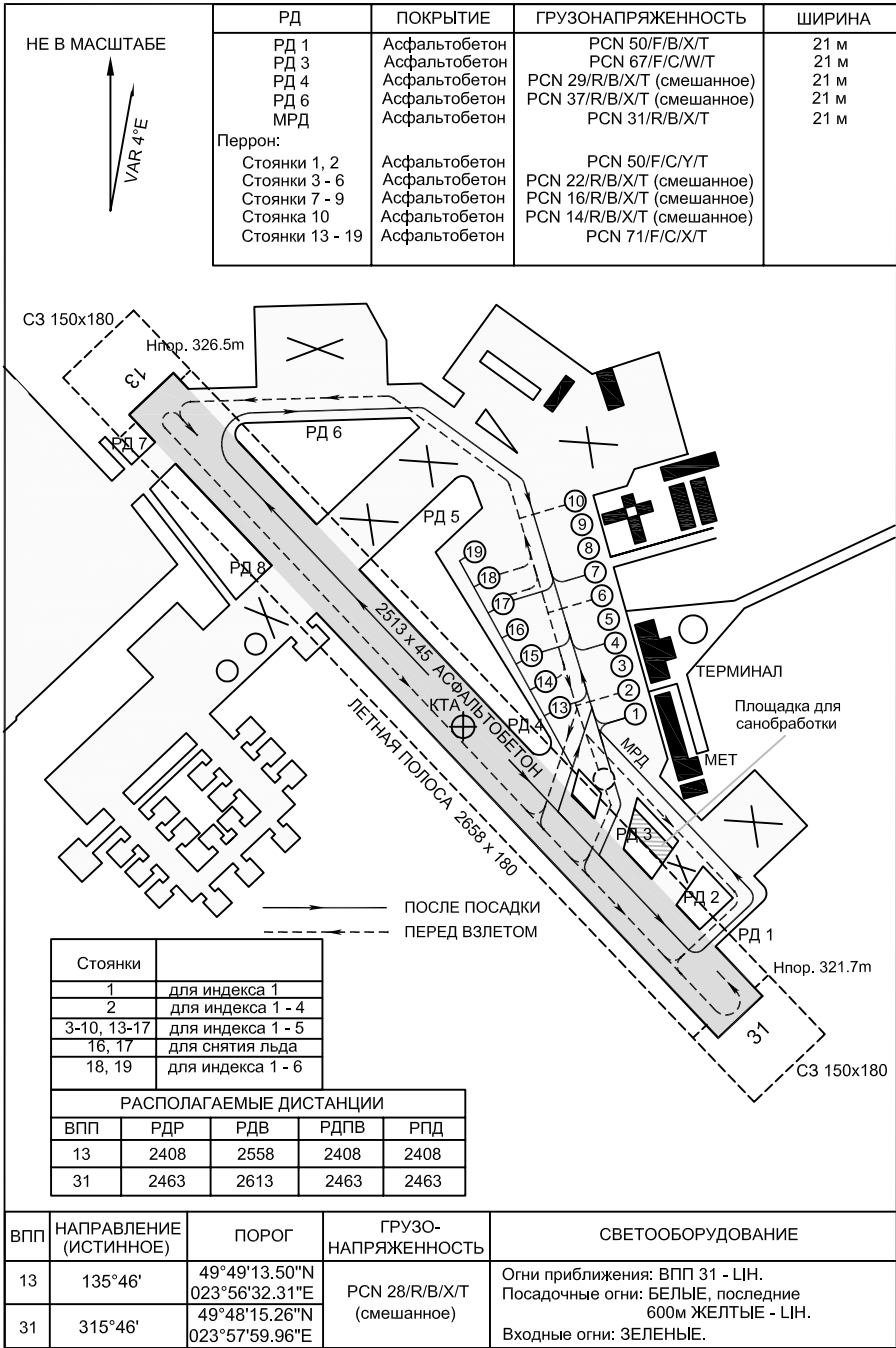 РД ПОКРЫТИЕ ГРУЗОНАПРЯЖЕННОСТЬ ШИРИНА
НЕ В МАСШТАБЕ
VAR 4°E
РД 1 Асфальтобетон PCN 50/F/B/X/T 21 м
РД 3 Асфальтобетон PCN 67/F/C/W/T 21 м
РД 4 Асфальтобетон PCN 29/R/B/X/T (смешанное) 21 м
РД 6 Асфальтобетон PCN 37/R/B/X/T (смешанное) 21 м
МРД Асфальтобетон PCN 31/R/B/X/T 21 м
Перрон:
Стоянки 1, 2 Асфальтобетон PCN 50/F/C/Y/T
Стоянки 3 - 6 Асфальтобетон PCN 22/R/B/X/T (смешанное)
Стоянки 7 - 9 Асфальтобетон PCN 16/R/B/X/T (смешанное)
Стоянка 10 Асфальтобетон PCN 14/R/B/X/T (смешанное)
Стоянки 13 - 19 Асфальтобетон PCN 71/F/C/X/T
СЗ 150x180
Нпор. 326.5m
13
РД 7
РД 6
РД 5
РД 8
10
9
8
7
6
5
4
3
2
1
19
18
17
16
15
14
13
2513 x 45 АСФАЛЬТОБЕТОН
КТА
РД 4
ЛЕТНАЯ ПОЛОСА 2658 x 180
ТЕРМИНАЛ
Площадка для
санобработки
МРД
МЕТ
РД 3
РД 2
РД 1
Нпор. 321.7m
31
СЗ 150x180
ПОСЛЕ ПОСАДКИ
ПЕРЕД ВЗЛЕТОМ
Стоянки
1 для индекса 1
2 для индекса 1 - 4
3-10, 13-17 для индекса 1 - 5
16, 17 для снятия льда
18, 19 для индекса 1 - 6
РАСПОЛАГАЕМЫЕ ДИСТАНЦИИ
ВПП РДР РДВ РДПВ РПД
13 2408 2558 2408 2408
31 2463 2613 2463 2463
ВПП НАПРАВЛЕНИЕ (ИСТИННОЕ) ПОРОГ ГРУЗО-НАПРЯЖЕННОСТЬ СВЕТООБОРУДОВАНИЕ
13 135°46' 49°49'13.50"N
023°56'32.31"E
31 315°46' 49°48'15.26"N
023°57'59.96"E
PCN 28/R/B/X/T
(смешанное)
Огни приближения: ВПП 31 - LIH.
Посадочные огни: БЕЛЫЕ, последние
600м ЖЕЛТЫЕ - LIH.
Входные огни: ЗЕЛЕНЫЕ.